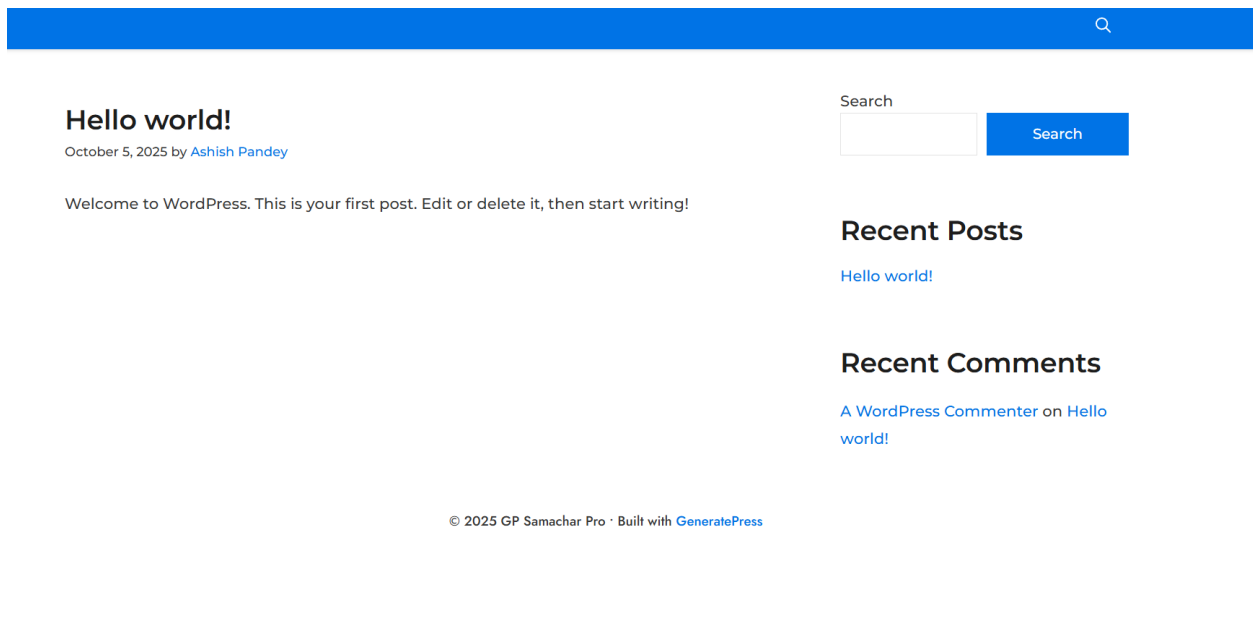 Hello world!
October 5, 2025 by Ashish Pandey
Welcome to WordPress. This is your first post. Edit or delete it, then start writing!
Search
Search
Recent Posts
Hello world!
Recent Comments
A WordPress Commenter on Hello
world!
© 2025 GP Samachar Pro · Built with GeneratePress